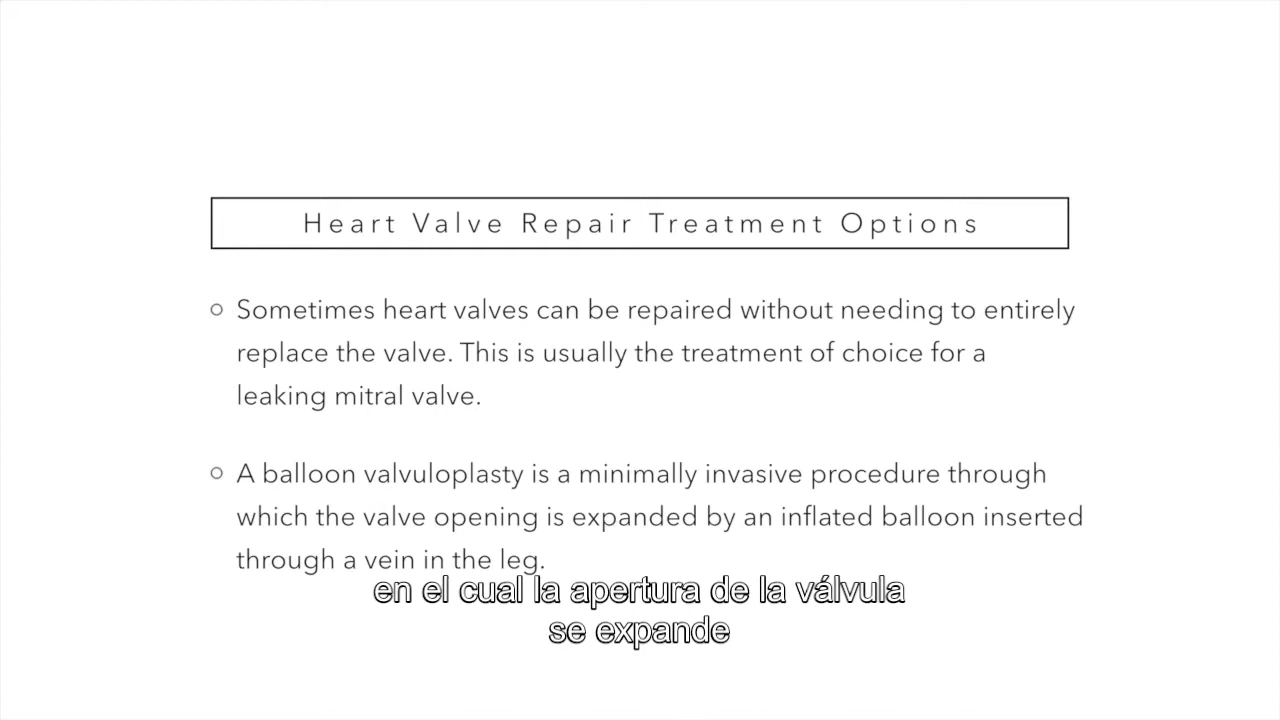 Heart Valve Repair Treatment Options
Sometimes heart valves can be repaired without needing to entirely
replace the valve. This is usually the treatment of choice for a
leaking mitral valve.
A balloon valvuloplasty is a minimally invasive procedure through
which the valve opening is expanded by an inflated balloon inserted
through a vein in the leg.
en el cual la apertura de la válvula
se expande